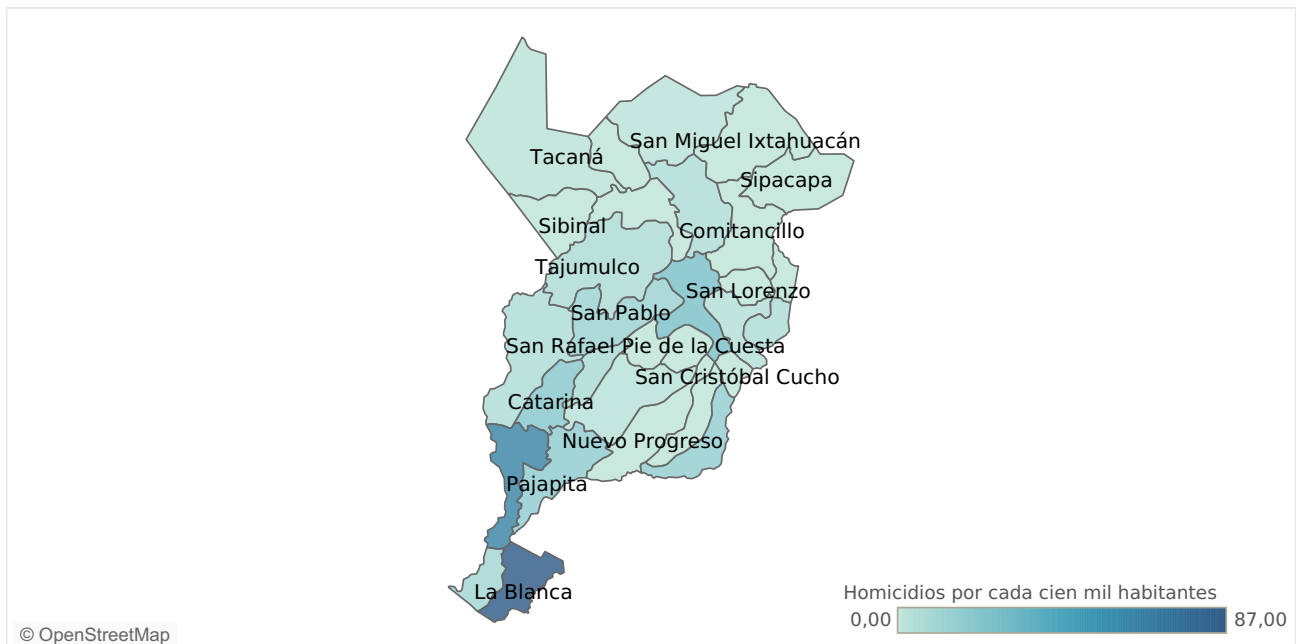 San Miguel Ixtahuacán
Tacaná
Sipacapa
Sibinal
Comitancillo
Tajumulco
San Lorenzo
San Pablo
San Rafael Pie de la Cuesta
San Cristóbal Cucho
Catarina
Nuevo Progreso
Pajapita
La Blanca
Homicidios por cada cien mil habitantes
0,00 87,00
© OpenStreetMap